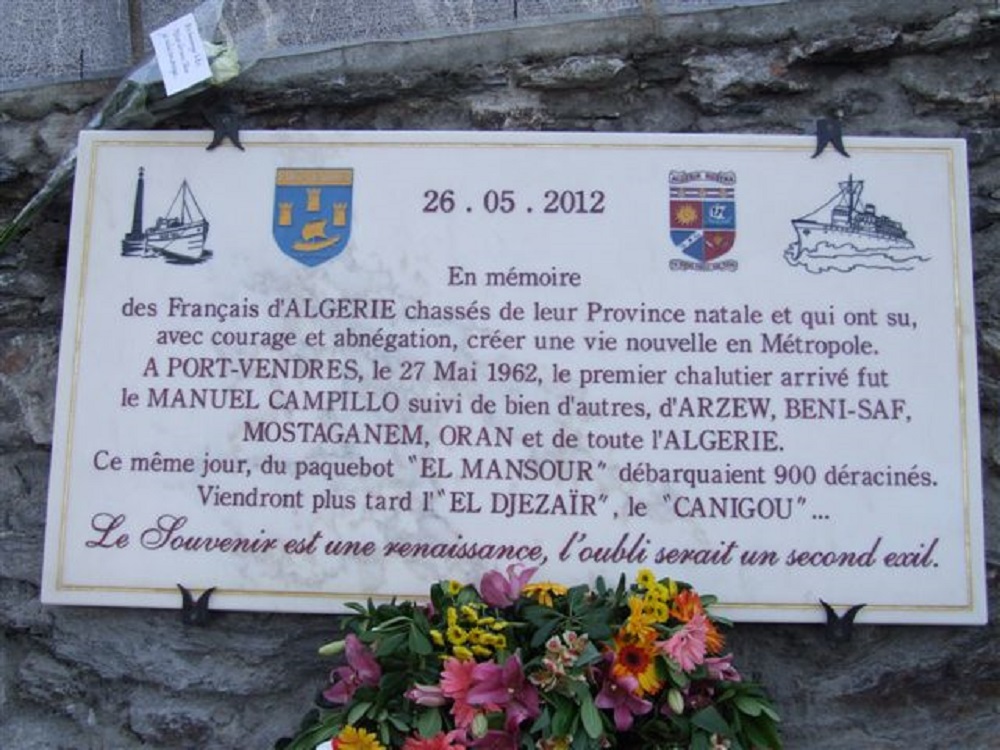 26 . 05 . 2012
En mémoire
des Français d'ALGERIE chassés de leur Province natale et qui ont su,
avec courage et abnégation, créer une vie nouvelle en Métropole.
A PORT-VENDRES, le 27 Mai 1962, le premier chalutier arrivé fut
le MANUEL CAMPILLO suivi de bien d'autres, d'ARZEW, BENI-SAF,
MOSTAGANEM, ORAN et de toute l'ALGERIE.
Ce même jour, du paquebot "EL MANSOUR" débarquaient 900 déracinés.
Viendront plus tard l'"EL DJEZAÏR", le "CANIGOU"...
Le Souvenir est une renaissance, l'oubli serait un second exil.